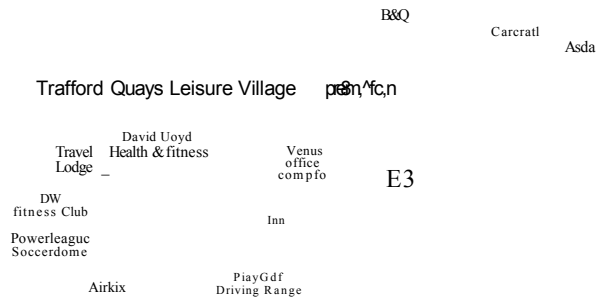 B&Q
Carcratl
Asda
Trafford Quays Leisure Village
David Uoyd
Travel Health & fitness
Lodge _
Venus
office
compfo
E3
DW
fitness Club
Inn
Powerleaguc
Soccerdome
Airkix
PiayGdf
Driving Range